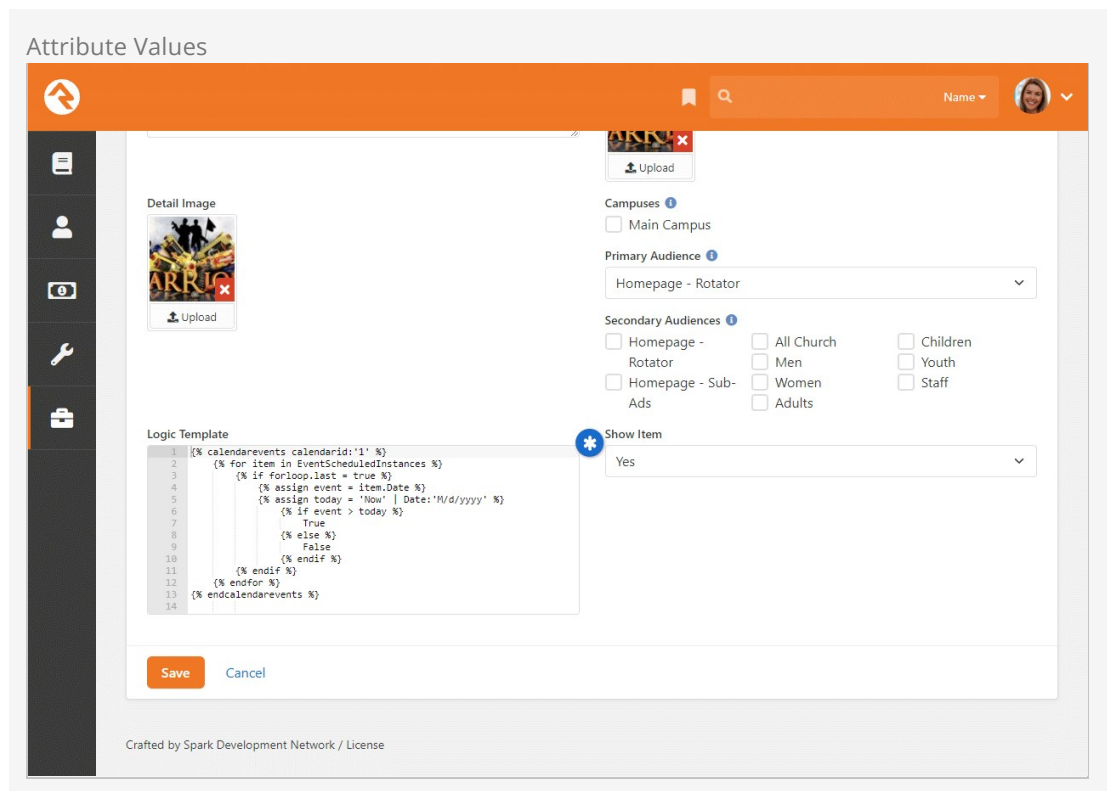 Attribute Values
Name
Upload
Detail Image
Upload
Campuses
Main Campus
Primary Audience
Homepage - Rotator
Secondary Audiences
Homepage -
Rotator
Homepage - Sub-
Ads
All Church
Men
Women
Adults
Children
Youth
Staff
Logic Template
1 {% calendarevents calendarid:'1' %}
2 {% for item in EventScheduledInstances %}
3 {% if forloop.last = true %}
4 {% assign event = item.Date %}
5 {% assign today = 'Now' | Date:'M/d/yyyy' %}
6 {% if event > today %}
7 True
8 {% else %}
9 False
10 {% endif %}
11 {% endif %}
12 {% endfor %}
13 {% endcalendarevents %}
14
Show Item
Yes
Save
Cancel
Crafted by Spark Development Network / License